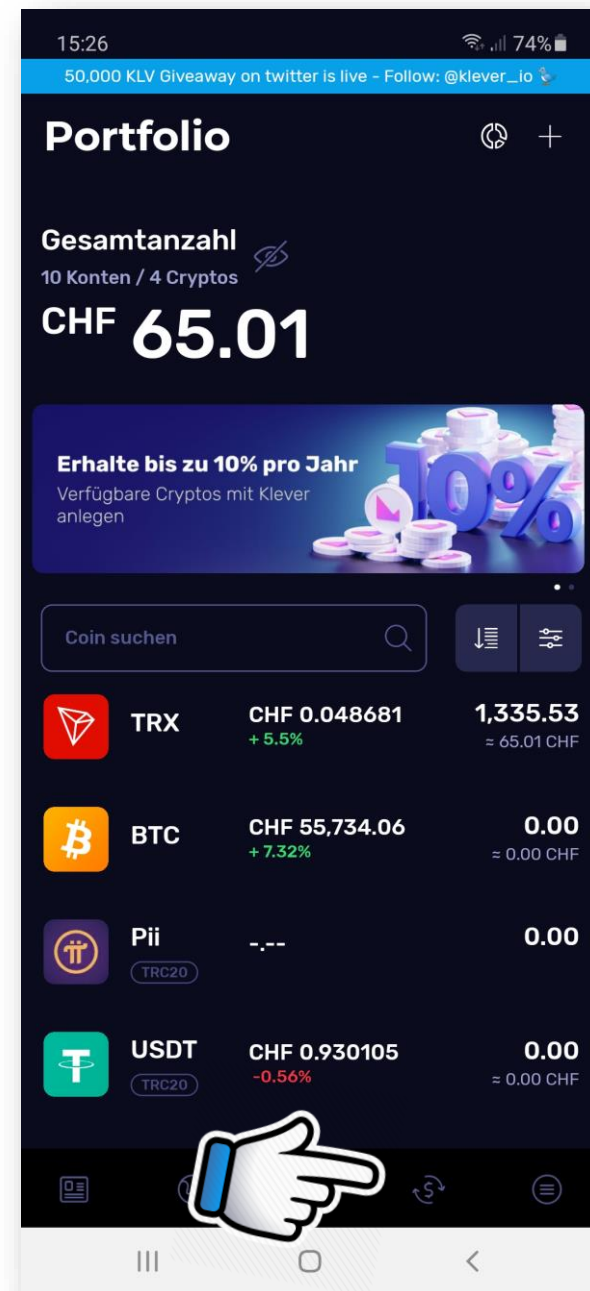 15:26 74%
50,000 KLV Giveaway on twitter is live - Follow: @klever_io
Portfolio
Gesamtanzahl
10 Konten / 4 Cryptos
CHF 65.01
Erhalte bis zu 10% pro Jahr
Verfügbare Cryptos mit Klever
anlegen
10%
Coin suchen
TRX CHF 0.048681 1,335.53
+ 5.5% ≈ 65.01 CHF
BTC CHF 55,734.06 0.00
+ 7.32% ≈ 0.00 CHF
Pii -.-- 0.00
TRC20
USDT CHF 0.930105 0.00
TRC20 -0.56% ≈ 0.00 CHF